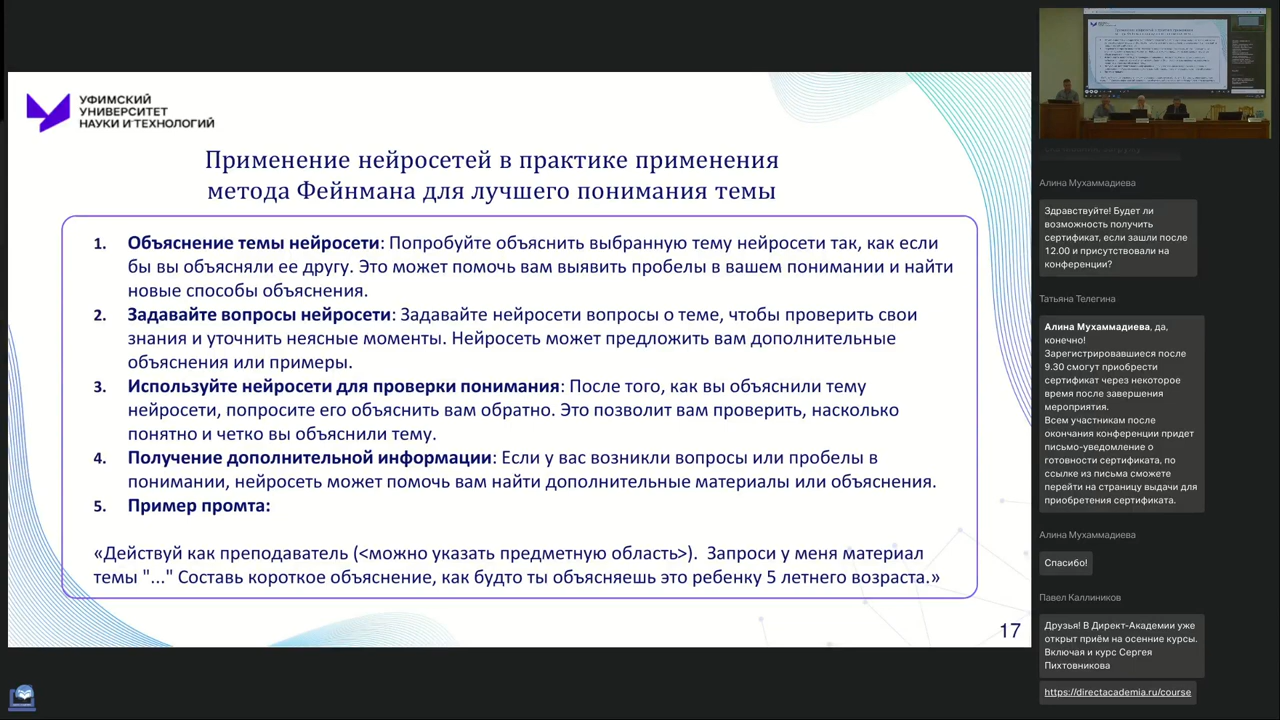 УФИМСКИЙ
УНИВЕРСИТЕТ
НАУКИ И ТЕХНОЛОГИЙ
Применение нейросетей в практике применения
метода Фейнмана для лучшего понимания темы
1. Объяснение темы нейросети: Попробуйте объяснить выбранную тему нейросети так, как если
бы вы объясняли ее другу. Это может помочь вам выявить пробелы в вашем понимании и найти
новые способы объяснения.
2. Задавайте вопросы нейросети: Задавайте нейросети вопросы о теме, чтобы проверить свои
знания и уточнить неясные моменты. Нейросеть может предложить вам дополнительные
объяснения или примеры.
3. Используйте нейросети для проверки понимания: После того, как вы объяснили тему
нейросети, попросите его объяснить вам обратно. Это позволит вам проверить, насколько
понятно и четко вы объяснили тему.
4. Получение дополнительной информации: Если у вас возникли вопросы или пробелы в
понимании, нейросеть может помочь вам найти дополнительные материалы или объяснения.
5. Пример промта:
«Действуй как преподаватель (<можно указать предметную область>). Запроси у меня материал
темы "..." Составь короткое объяснение, как будто ты объясняешь это ребенку 5 летнего возраста.»
17
Алина Мухаммадиева
Здравствуйте! Будет ли
возможность получить
сертификат, если зашли после
12.00 и присутствовали на
конференции?
Татьяна Телегина
Алина Мухаммадиева, да,
конечно!
Зарегистрировавшиеся после
9.30 смогут приобрести
сертификат через некоторое
время после завершения
мероприятия.
Всем участникам после
окончания конференции придет
письмо-уведомление о
готовности сертификата, по
ссылке из письма сможете
перейти на страницу выдачи для
приобретения сертификата.
Алина Мухаммадиева
Спасибо!
Павел Каллиников
Друзья! В Директ-Академии уже
открыт приём на осенние курсы.
Включая и курс Сергея
Пихтовникова
https://directacademia.ru/course